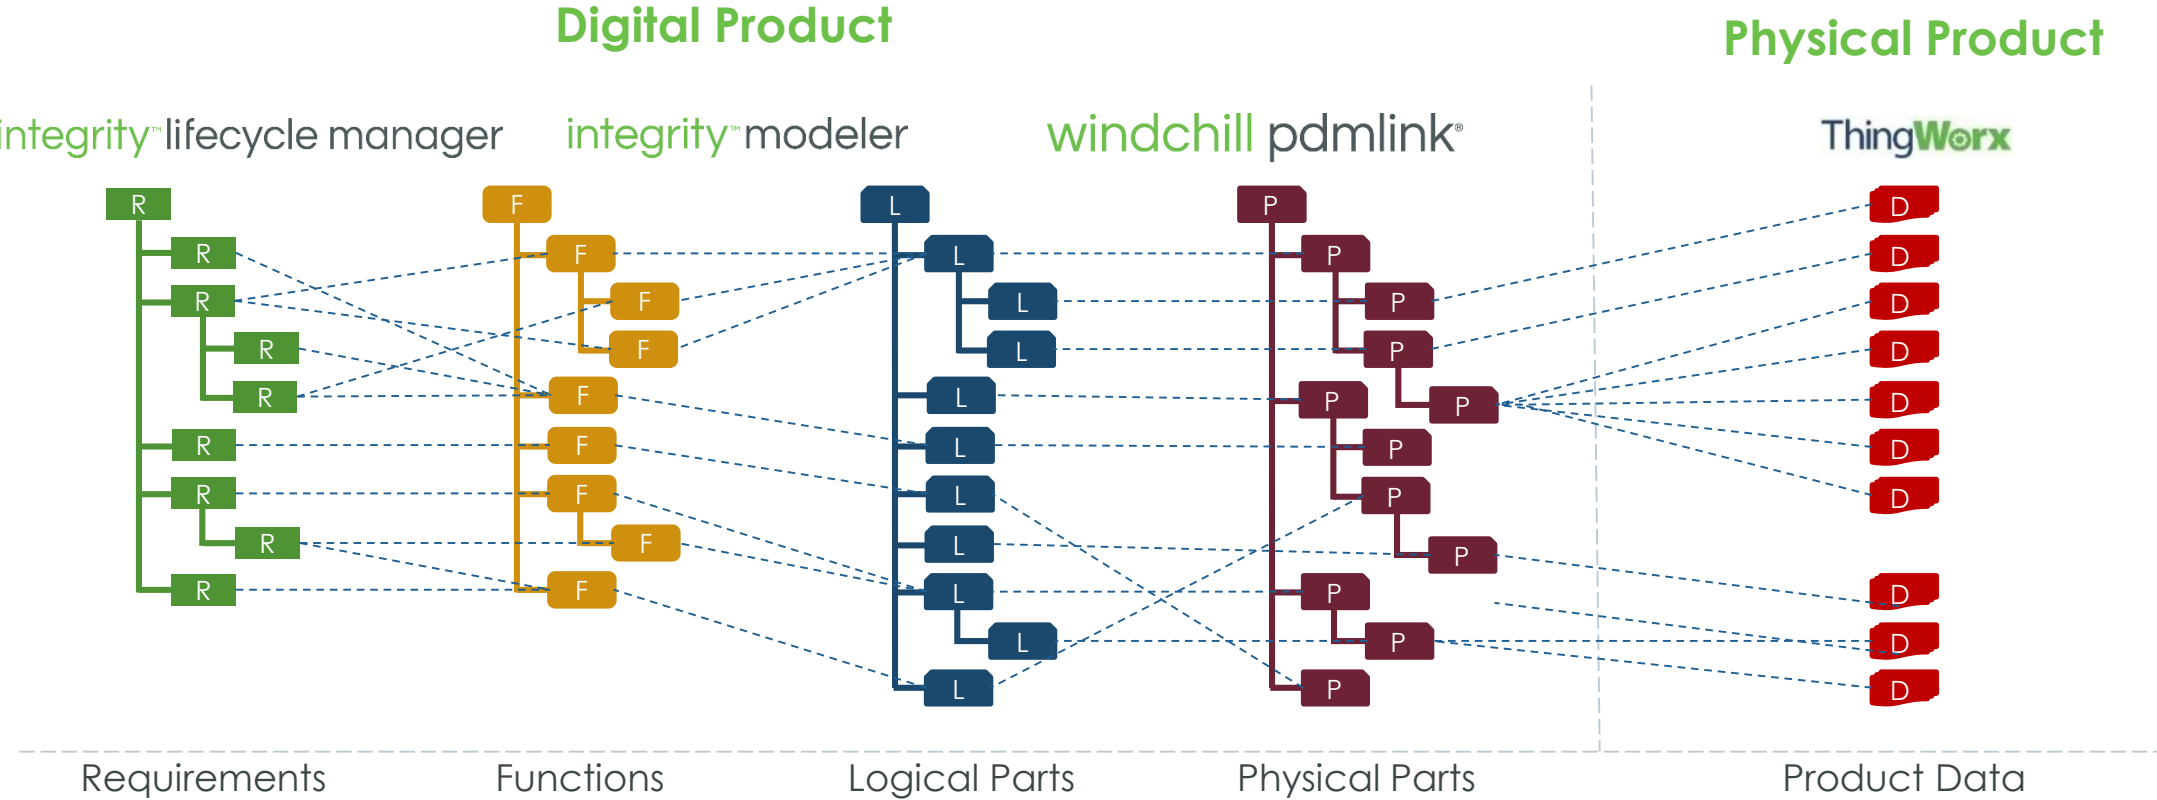 Digital Product
Physical Product
integrity™ lifecycle manager
integrity™ modeler
windchill pdmlink®
ThingWorx
R F L P D
R F L P D
R F L P D
R F L P D
R F L P P D
R F L P D
R F L P D
R F L P
R F L P D
L P D
L P D
Requirements
Functions
Logical Parts
Physical Parts
Product Data